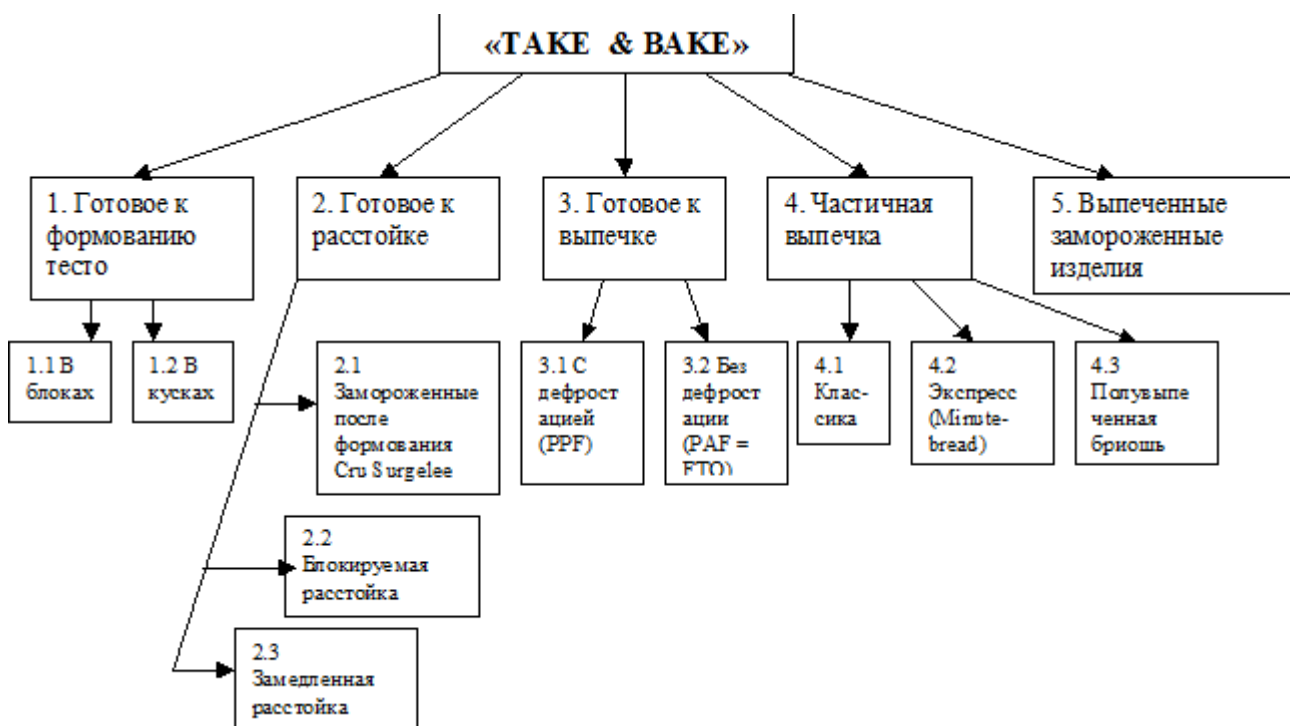 «TAKE & BAKE»
1. Готовое к
формованию
тесто
2. Готовое к
расстойке
3. Готовое к
выпечке
4. Частичная
выпечка
5. Выпеченные
замороженные
изделия
1.1 В
блоках
1.2 В
кусках
2.1
Замороженные
после
формования
Cru Surgelee
3.1 С
дефрост
ацией
(PPF)
3.2 Без
дефрост
ации
(PAF =
FTO)
4.1
Клас-
сика
4.2
Экспресс
(Minute-
bread)
4.3
Полувыпе
ченная
бриошь
2.2
Блокируемая
расстойка
2.3
Замедленная
расстойка